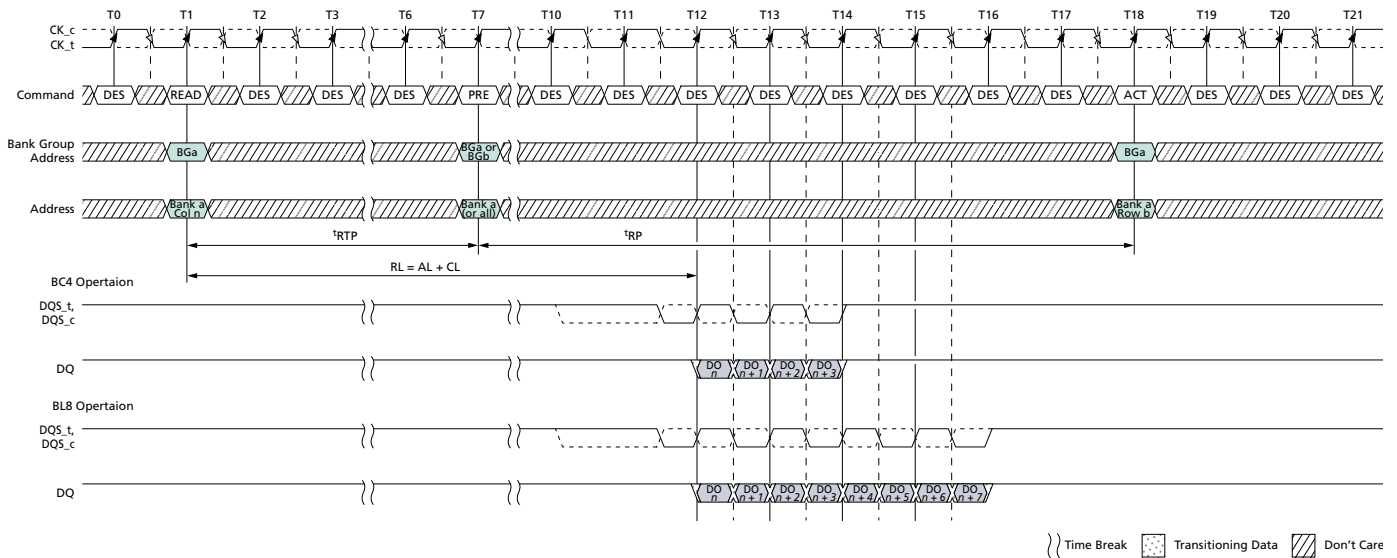 T0 T1 T2 T3 T6 T7 T10 T11 T12 T13 T14 T15 T16 T17 T18 T19 T20 T21
CK_c
CK_t
Command DES READ DES DES DES PRE DES DES DES DES DES DES DES DES ACT DES DES DES
Bank Group
Address
BGa
BGa or
BGb
BGa
Address
Bank a
Col n
Bank a
(or all)
Bank a
Row b
tRTP tRP
RL = AL + CL
BC4 Opertaion
DQS_t,
DQS_c
DQ
DO
n
DO
n + 1
DO
n + 2
DO
n + 3
BL8 Opertaion
DQS_t,
DQS_c
DQ
DO
n
DO
n + 1
DO
n + 2
DO
n + 3
DO
n + 4
DO
n + 5
DO
n + 6
DO
n + 7
Time Break Transitioning Data Don't Care